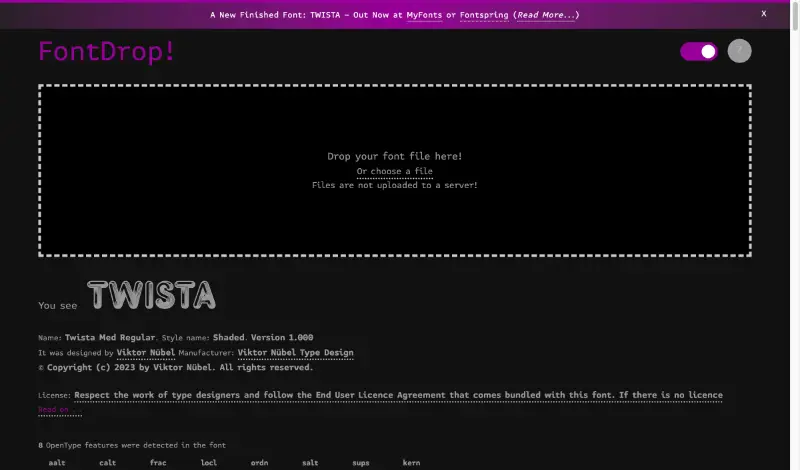 A New Finished Font: TWISTA – Out Now at MyFonts or Fontspring (Read More...)
X
FontDrop!
?
Drop your font file here!
Or choose a file
Files are not uploaded to a server!
You see TWISTA
Name: Twista Med Regular. Style name: Shaded. Version 1.000
It was designed by Viktor Nübel Manufacturer: Viktor Nübel Type Design
© Copyright (c) 2023 by Viktor Nübel. All rights reserved.
License: Respect the work of type designers and follow the End User Licence Agreement that comes bundled with this font. If there is no licence
Read on ...
8 OpenType features were detected in the font
aalt calt frac locl ordn salt sups kern